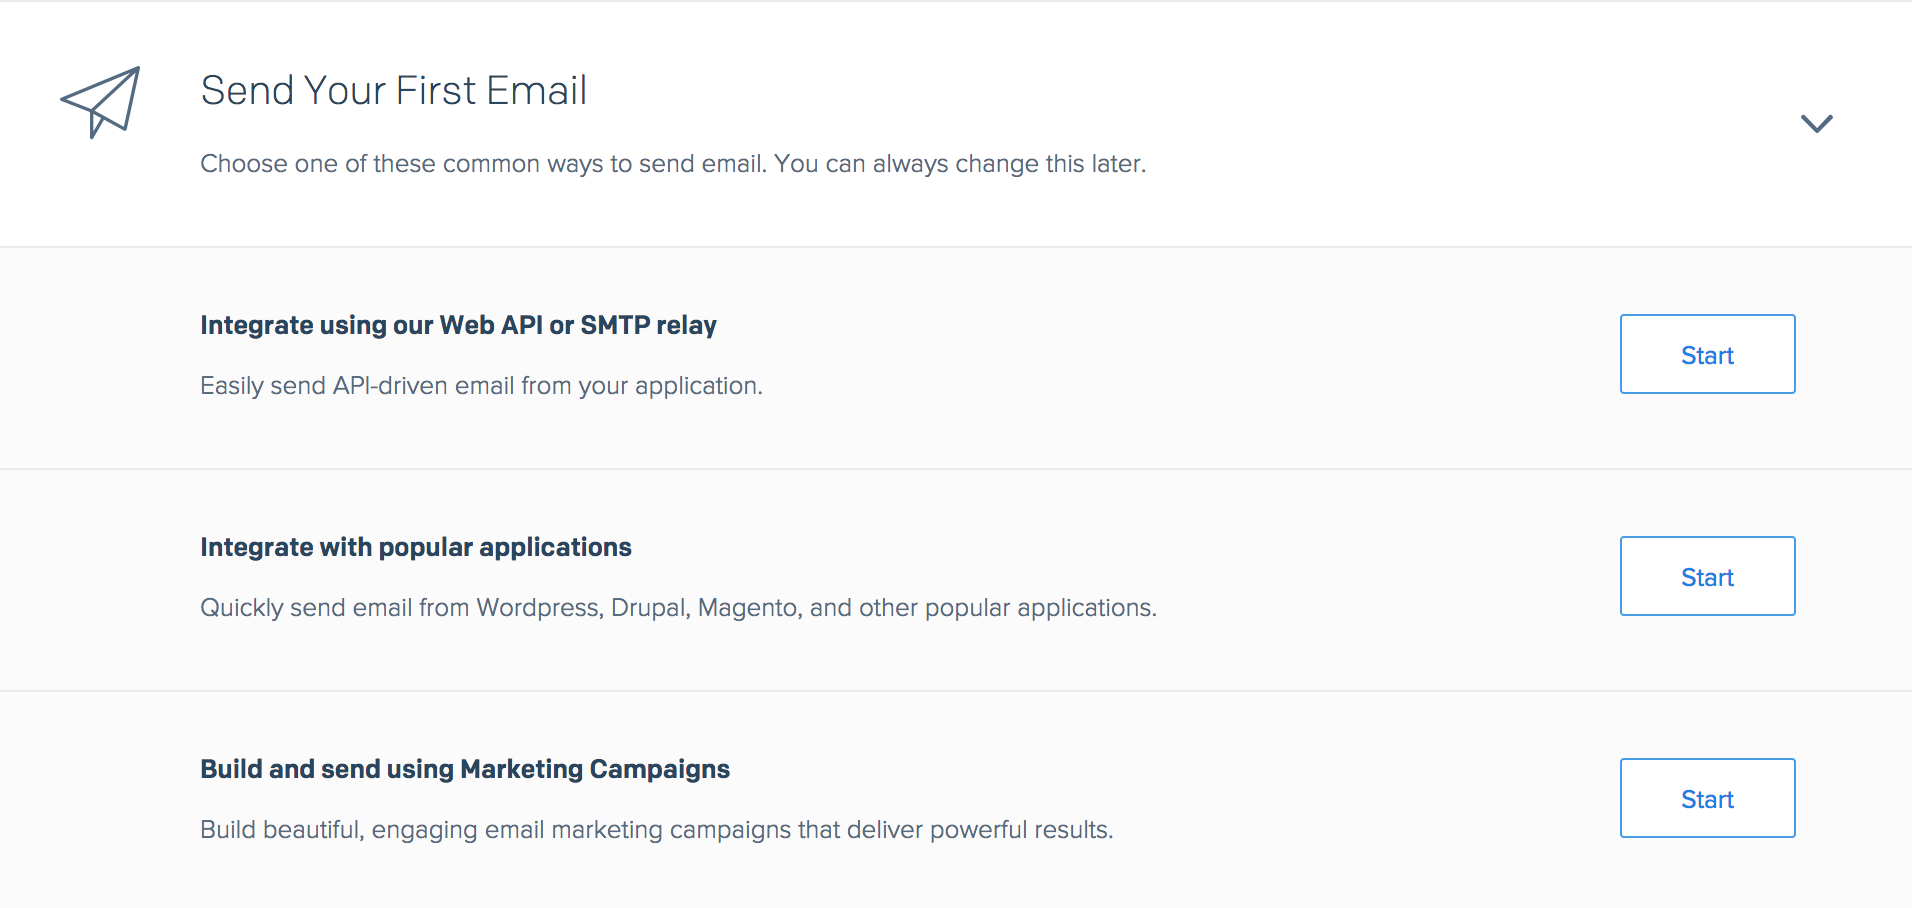 Send Your First Email
Choose one of these common ways to send email. You can always change this later.
Integrate using our Web API or SMTP relay
Easily send API-driven email from your application.
Start
Integrate with popular applications
Quickly send email from Wordpress, Drupal, Magento, and other popular applications.
Start
Build and send using Marketing Campaigns
Build beautiful, engaging email marketing campaigns that deliver powerful results.
Start